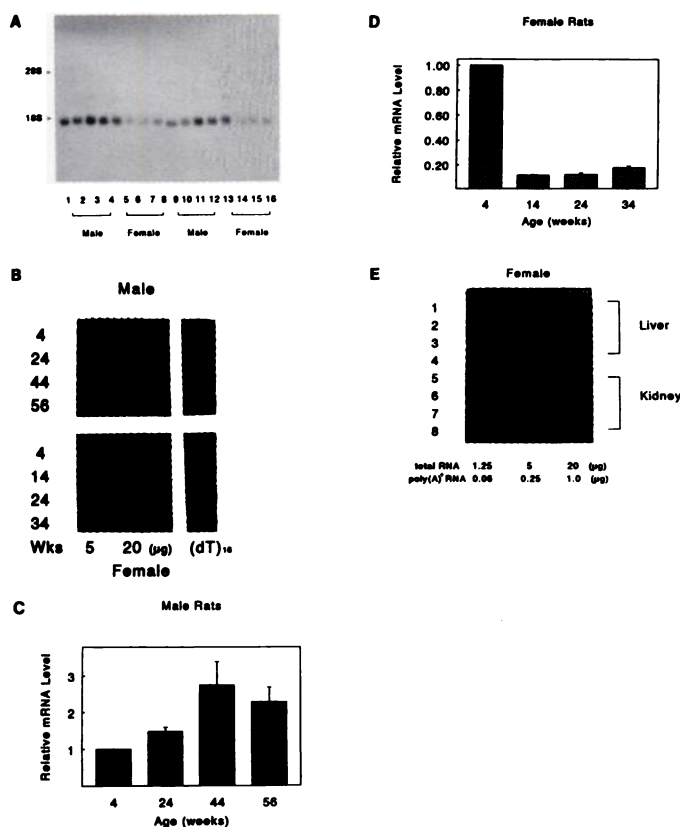 A
29S
18S
1 2 3 4 5 6 7 8 9 10 11 12 13 14 15 16
Male Female Male Female
B
Male
4
24
44
56
4
14
24
34
Wks 5 20 (µg) (dT)18
Female
C
Male Rats
Relative mRNA Level
3
2
1
4 24 44 56
Age (weeks)
D
Female Rats
Relative mRNA Level
1.00
0.80
0.60
0.40
0.20
4 14 24 34
Age (weeks)
E
Female
1
2
3
4
5
6
7
8
Liver
Kidney
total RNA 1.25 5 20 (µg)
poly(A)+ RNA 0.06 0.25 1.0 (µg)